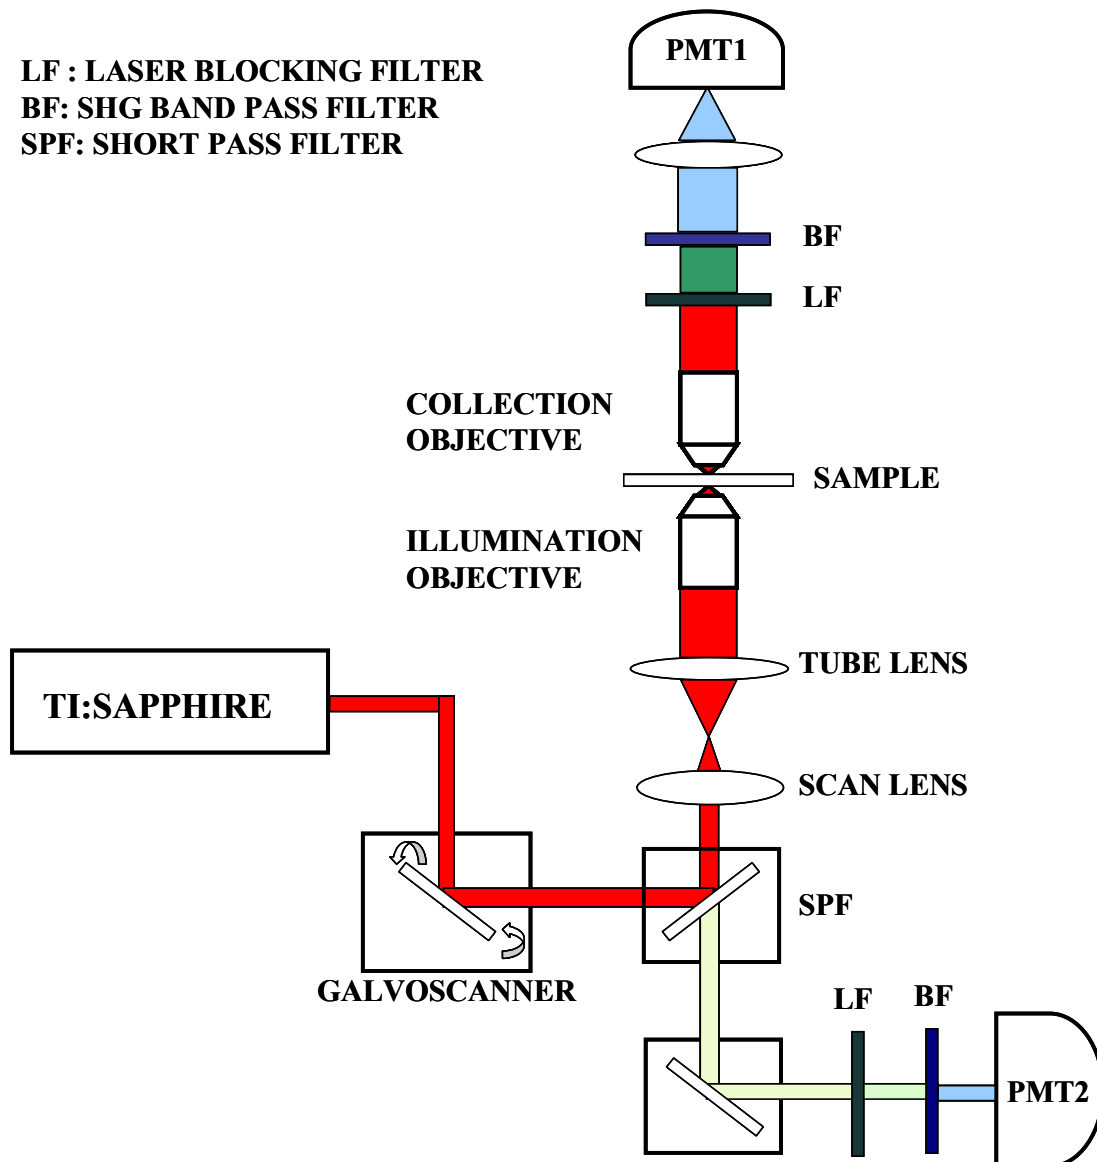 PMT1
LF : LASER BLOCKING FILTER
BF: SHG BAND PASS FILTER
SPF: SHORT PASS FILTER
BF
LF
COLLECTION
OBJECTIVE
SAMPLE
ILLUMINATION
OBJECTIVE
TUBE LENS
TI:SAPPHIRE
SCAN LENS
SPF
GALVOSCANNER
LF
BF
PMT2